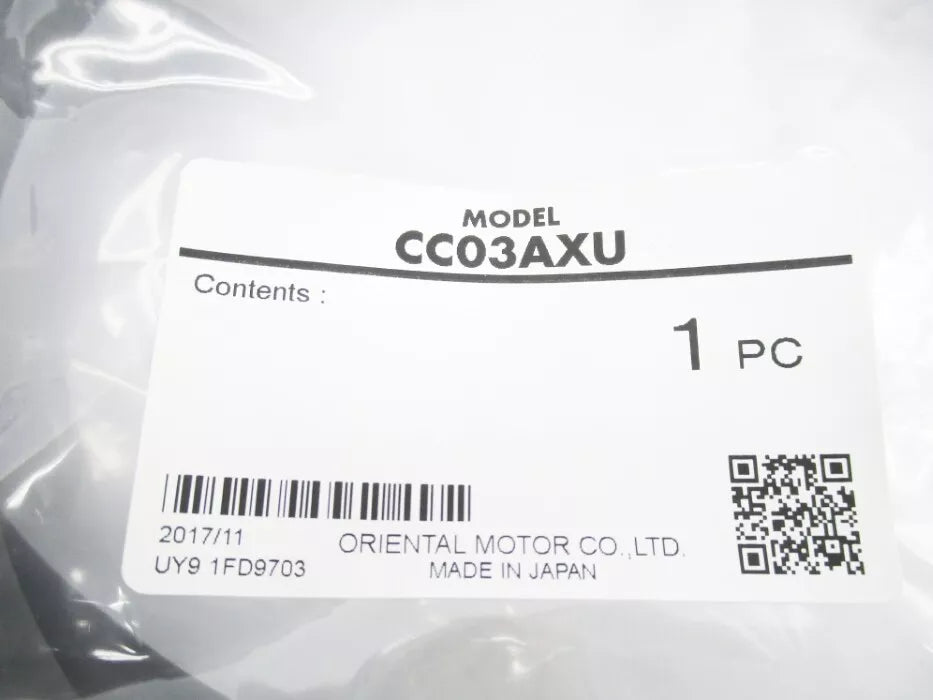 MODEL
CC03AXU
Contents :
1 PC
2017/11
ORIENTAL MOTOR CO.,LTD.
UY9 1FD9703
MADE IN JAPAN